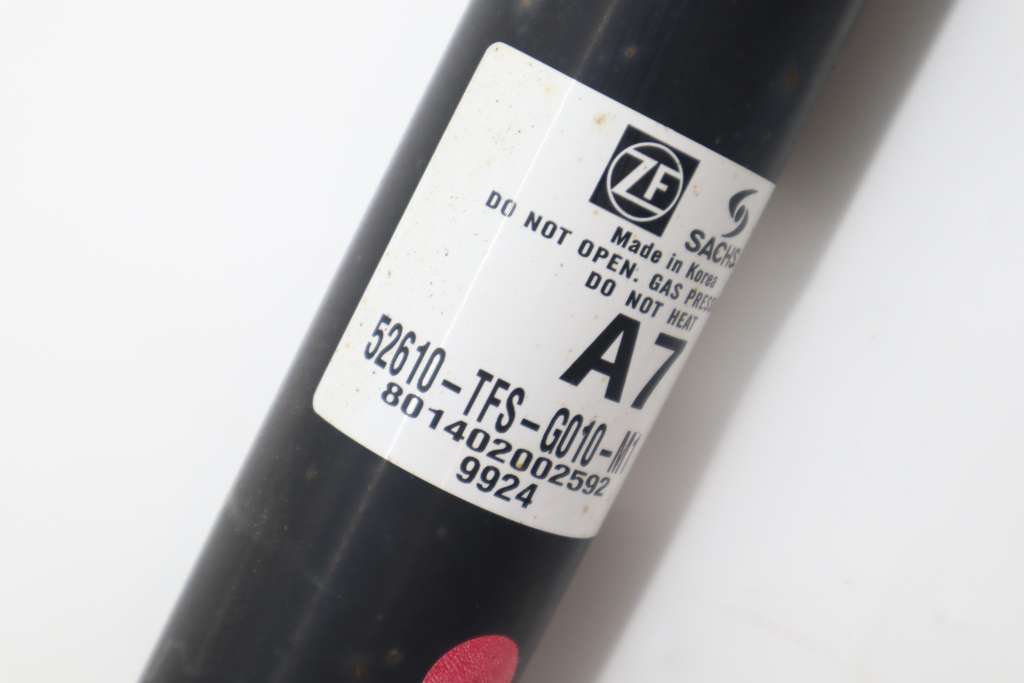 ZF
SACHS
Made in Korea
DO NOT OPEN. GAS
DO NOT HEAT
A7
52610-TFS-G010-M1
801402002592
9924